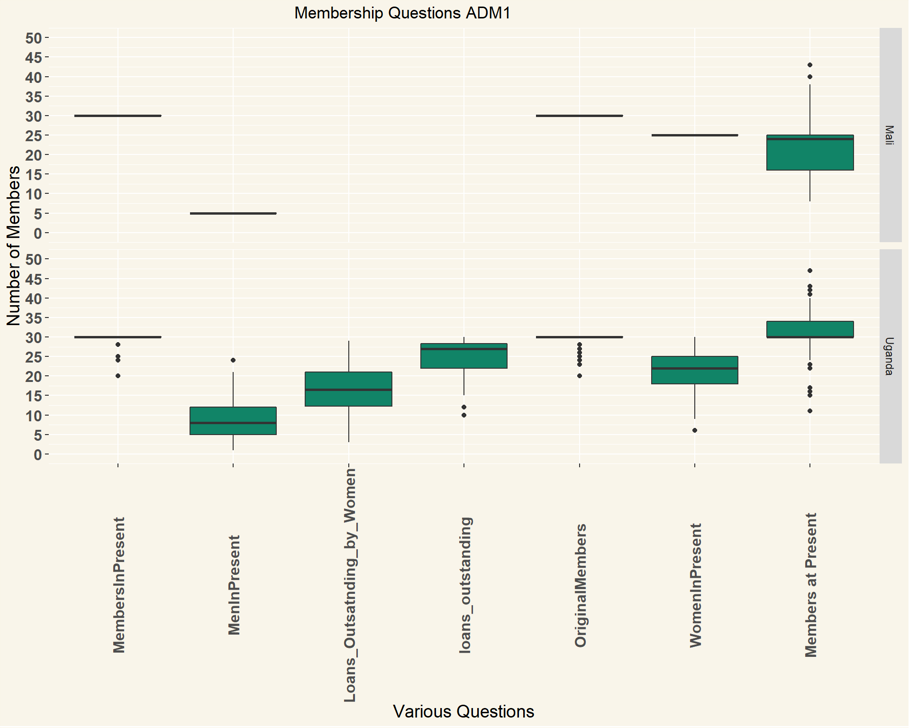 Membership Questions ADM1
Number of Members
50
45
40
35
30
25
20
15
10
5
0
Mali
50
45
40
35
30
25
20
15
10
5
0
Uganda
MembersInPresent
MenInPresent
Loans_Outsatnding_by_Women
loans_outstanding
OriginalMembers
WomenInPresent
Members at Present
Various Questions